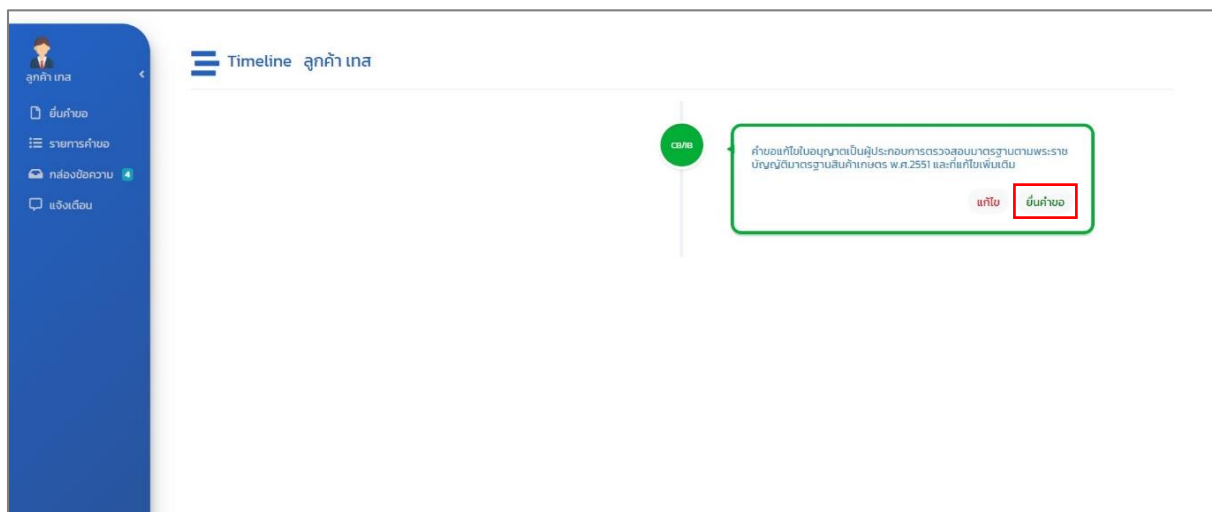 ลูกค้า เทส
ยื่นคำขอ
รายการคำขอ
กล่องข้อความ 4
แจ้งเตือน
Timeline ลูกค้า เทส
CB/IB
คำขอแก้ไขใบอนุญาตเป็นผู้ประกอบการตรวจสอบมาตรฐานตามพระราช
บัญญัติมาตรฐานสินค้าเกษตร พ.ศ.2551 และที่แก้ไขเพิ่มเติม
แก้ไข ยื่นคำขอ